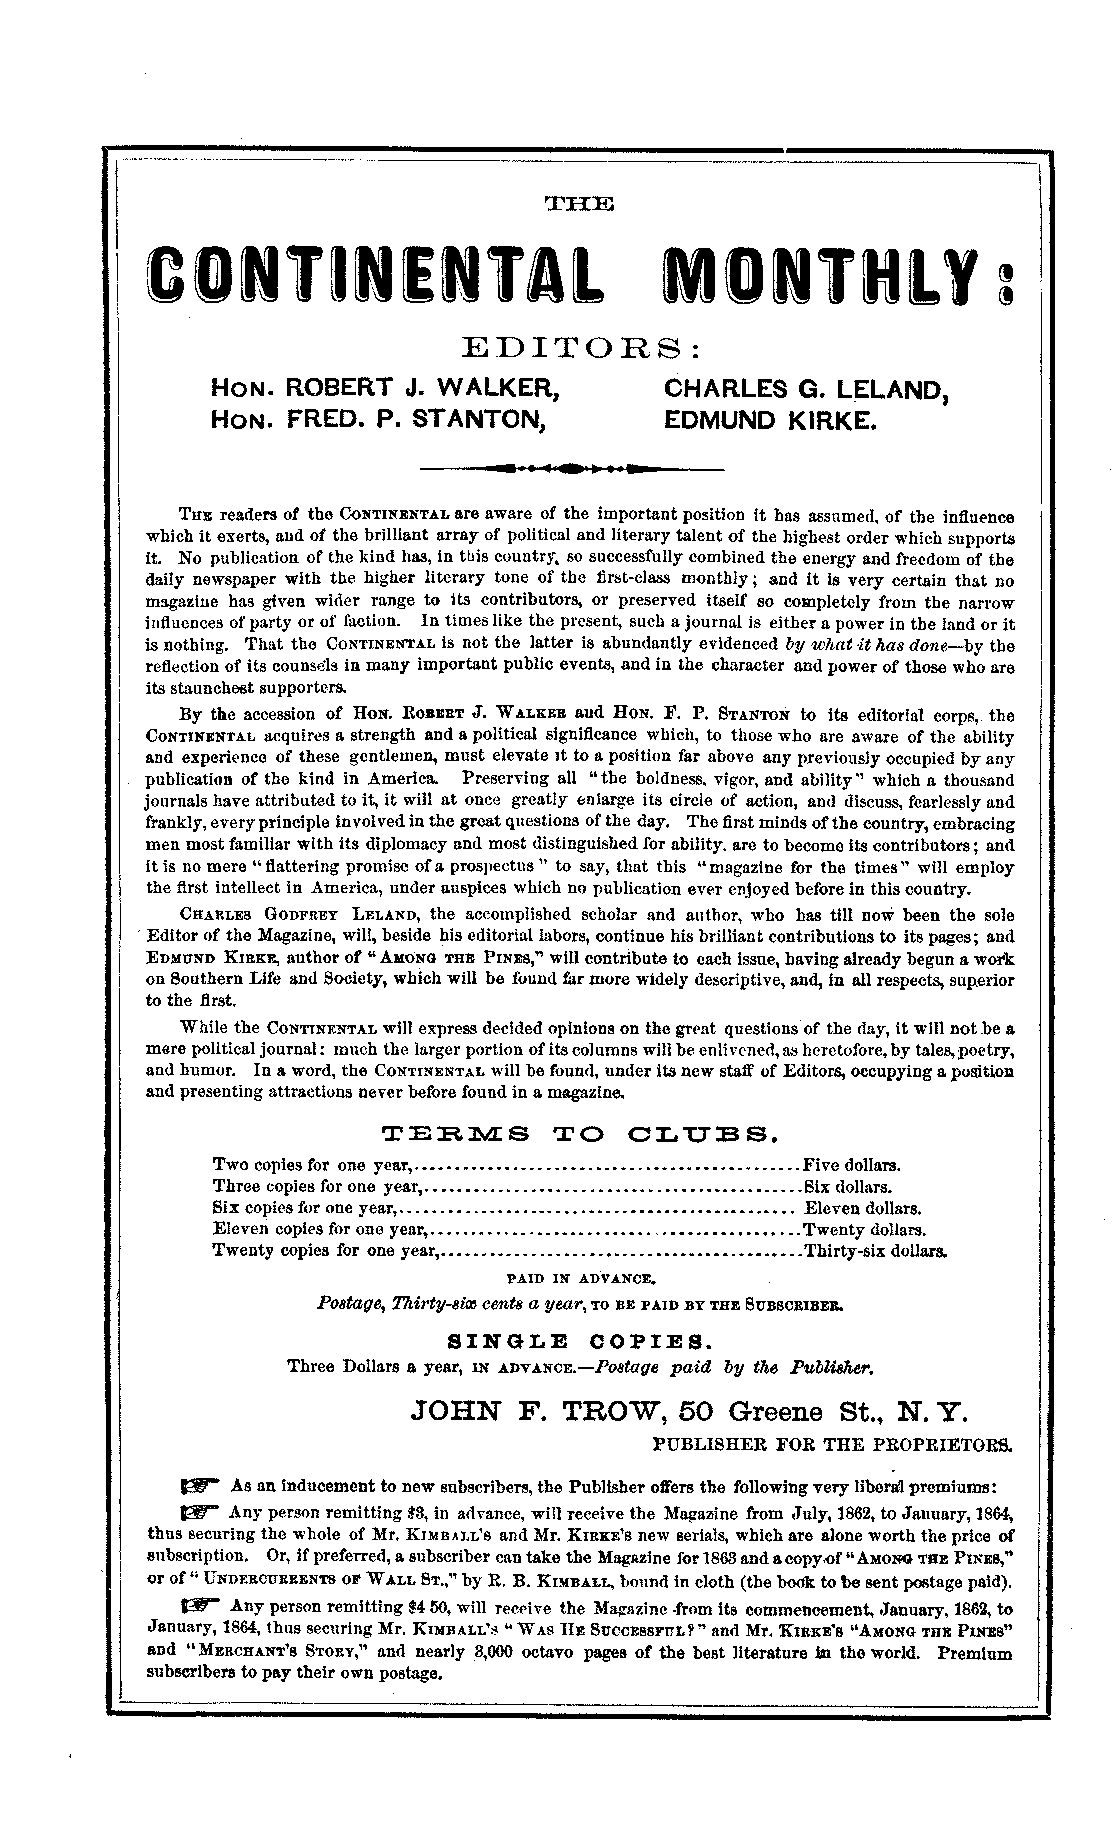 THE
CONTINENTAL MONTHLY:
EDITORS:
HON. ROBERT J. WALKER, CHARLES G. LELAND,
HON. FRED. P. STANTON, EDMUND KIRKE.
THE readers of the CONTINENTAL are aware of the important position it has assumed, of the influence
which it exerts, and of the brilliant array of political and literary talent of the highest order which supports
it. No publication of the kind has, in this country, so successfully combined the energy and freedom of the
daily newspaper with the higher literary tone of the first-class monthly; and it is very certain that no
magazine has given wider range to its contributors, or preserved itself so completely from the narrow
influences of party or of faction. In times like the present, such a journal is either a power in the land or it
is nothing. That the CONTINENTAL is not the latter is abundantly evidenced by what it has done—by the
reflection of its counsels in many important public events, and in the character and power of those who are
its staunchest supporters.
By the accession of HON. ROBERT J. WALKER and HON. F. P. STANTON to its editorial corps, the
CONTINENTAL acquires a strength and a political significance which, to those who are aware of the ability
and experience of these gentlemen, must elevate it to a position far above any previously occupied by any
publication of the kind in America. Preserving all "the boldness, vigor, and ability" which a thousand
journals have attributed to it, it will at once greatly enlarge its circle of action, and discuss, fearlessly and
frankly, every principle involved in the great questions of the day. The first minds of the country, embracing
men most familiar with its diplomacy and most distinguished for ability, are to become its contributors; and
it is no mere "flattering promise of a prospectus" to say, that this "magazine for the times" will employ
the first intellect in America, under auspices which no publication ever enjoyed before in this country.
CHARLES GODFREY LELAND, the accomplished scholar and author, who has till now been the sole
Editor of the Magazine, will, beside his editorial labors, continue his brilliant contributions to its pages; and
EDMUND KIRKE, author of "AMONG THE PINES," will contribute to each issue, having already begun a work
on Southern Life and Society, which will be found far more widely descriptive, and, in all respects, superior
to the first.
While the CONTINENTAL will express decided opinions on the great questions of the day, it will not be a
mere political journal: much the larger portion of its columns will be enlivened, as heretofore, by tales, poetry,
and humor. In a word, the CONTINENTAL will be found, under its new staff of Editors, occupying a position
and presenting attractions never before found in a magazine.
TERMS TO CLUBS.
Two copies for one year,..............................................Five dollars.
Three copies for one year,..............................................Six dollars.
Six copies for one year,.............................................. Eleven dollars.
Eleven copies for one year,..............................................Twenty dollars.
Twenty copies for one year,..............................................Thirty-six dollars.
PAID IN ADVANCE.
Postage, Thirty-six cents a year, TO BE PAID BY THE SUBSCRIBER.
SINGLE COPIES.
Three Dollars a year, IN ADVANCE.—Postage paid by the Publisher.
JOHN F. TROW, 50 Greene St., N. Y.
PUBLISHER FOR THE PROPRIETORS.
☞ As an inducement to new subscribers, the Publisher offers the following very liberal premiums:
☞ Any person remitting $3, in advance, will receive the Magazine from July, 1862, to January, 1864,
thus securing the whole of Mr. KIMBALL'S and Mr. KIRKE'S new serials, which are alone worth the price of
subscription. Or, if preferred, a subscriber can take the Magazine for 1863 and a copy of "AMONG THE PINES,"
or of "UNDERCURRENTS OF WALL ST.," by R. B. KIMBALL, bound in cloth (the book to be sent postage paid).
☞ Any person remitting $4 50, will receive the Magazine from its commencement, January, 1862, to
January, 1864, thus securing Mr. KIMBALL'S "WAS HE SUCCESSFUL?" and Mr. KIRKE'S "AMONG THE PINES"
and "MERCHANT'S STORY," and nearly 3,000 octavo pages of the best literature in the world. Premium
subscribers to pay their own postage.